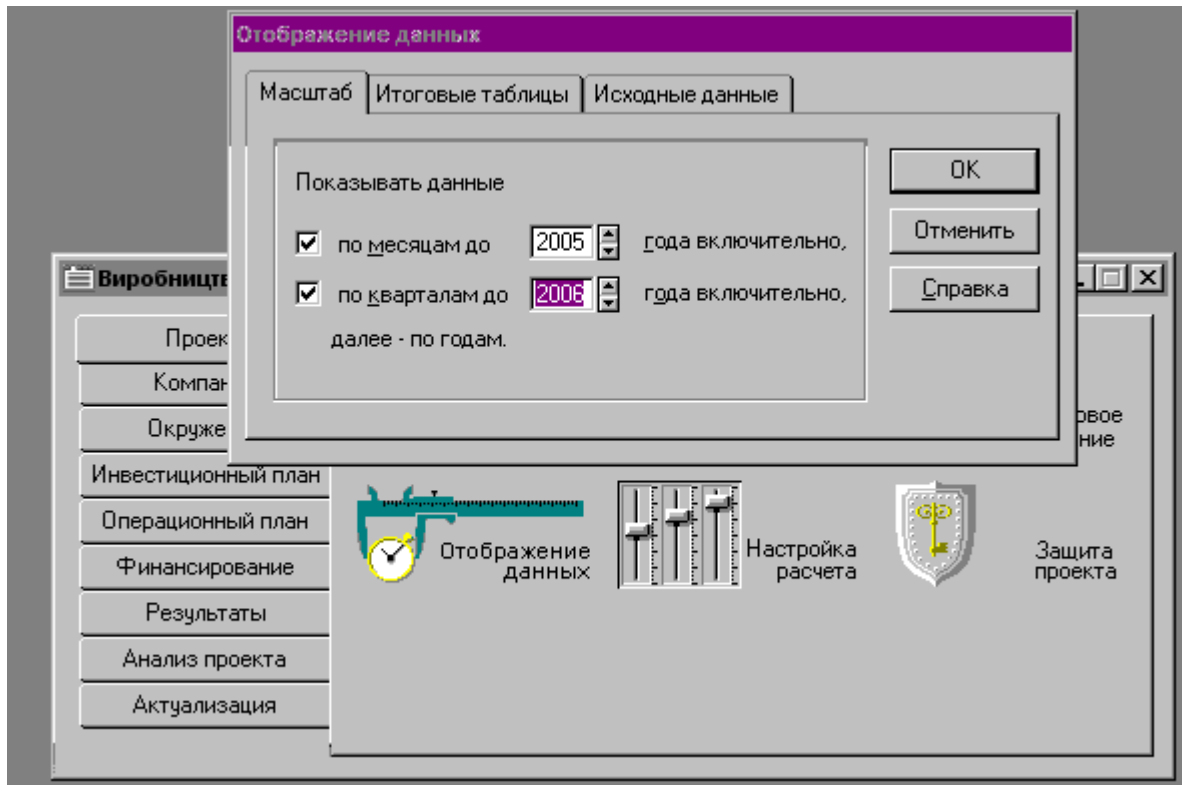 Отображение данных
Масштаб Итоговые таблицы Исходные данные
Показывать данные
по месяцам до 2005 года включительно,
по кварталам до 2006 года включительно,
далее - по годам.
OK
Отменить
Справка
Виробництв
Проек
Компан
Окруже
Инвестиционный план
Операционный план
Финансирование
Результаты
Анализ проекта
Актуализация
овое
ние
Отображение
данных
Настройка
расчета
Защита
проекта